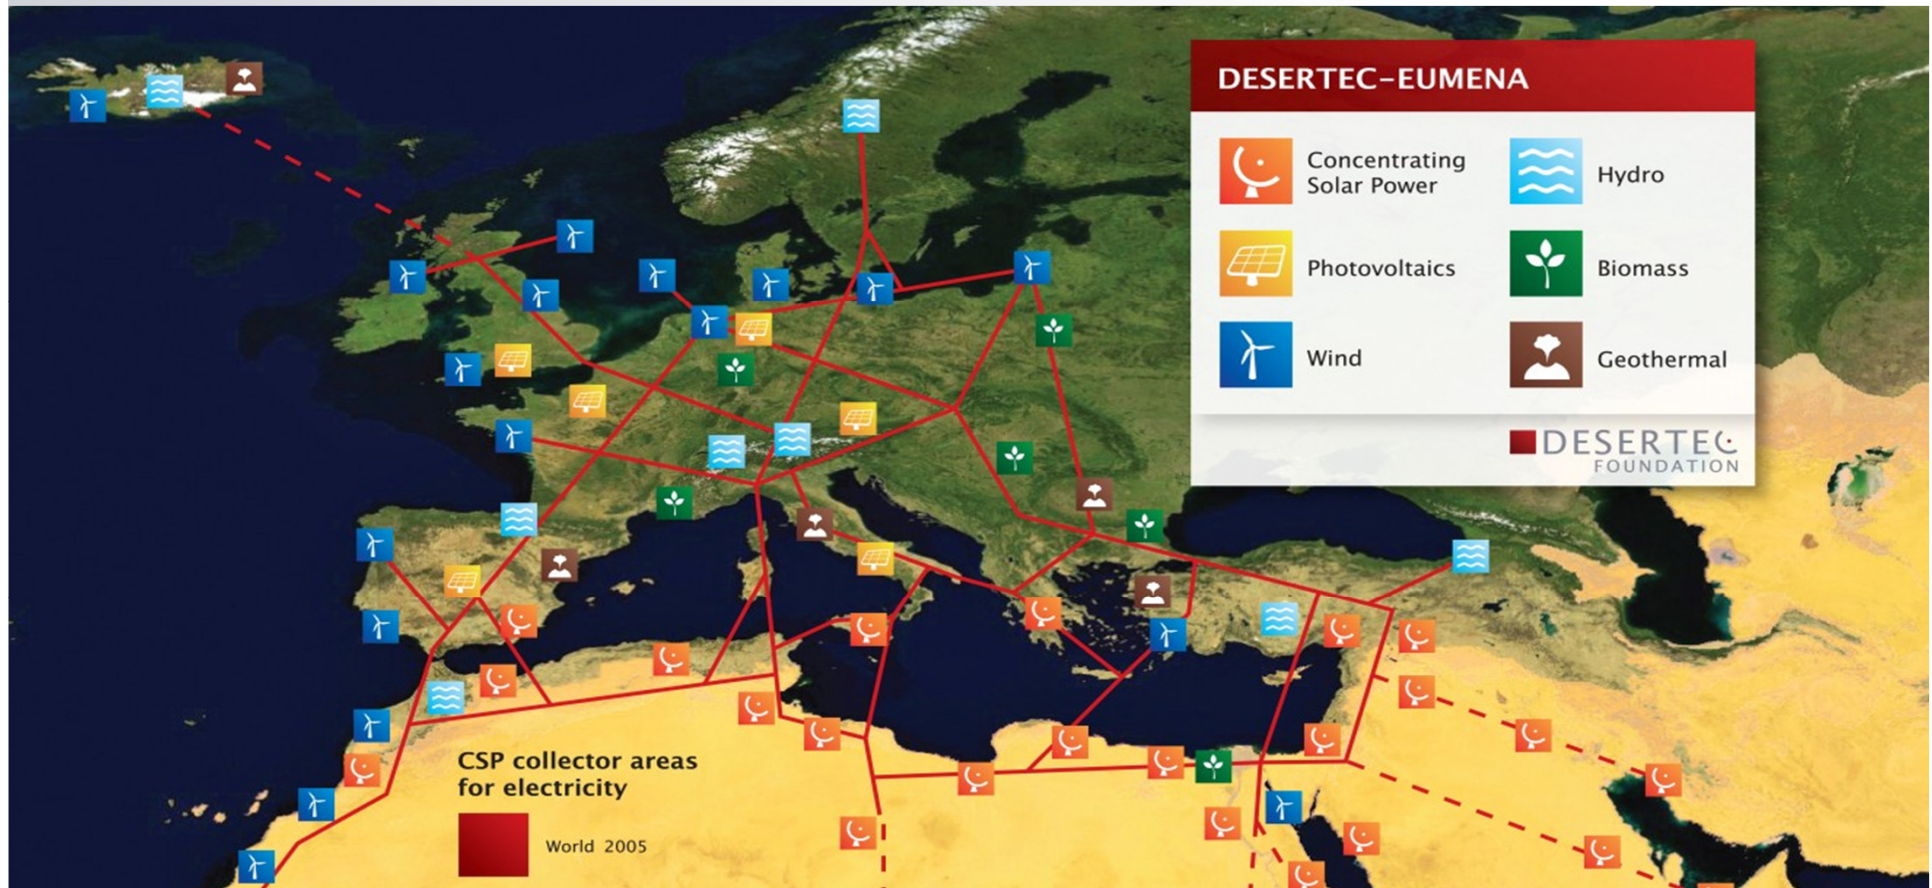 DESERTEC–EUMENA
Concentrating
Solar Power
Hydro
Photovoltaics
Biomass
Wind
Geothermal
DESERTEC
FOUNDATION
CSP collector areas
for electricity
World 2005